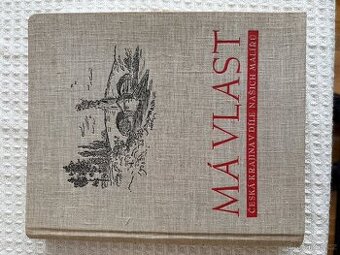 MÁ VLAST
ČESKÁ KRAJINA V DÍLE NAŠICH MALÍŘŮ